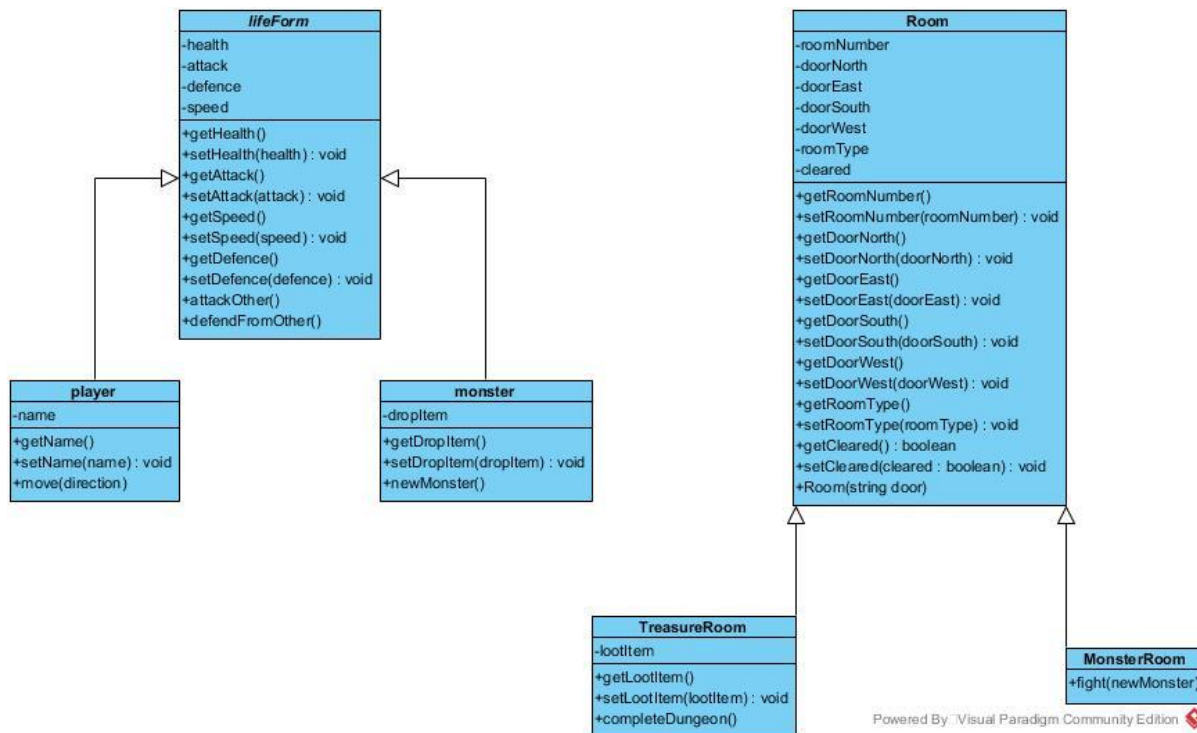 lifeForm
-health
-attack
-defence
-speed
+getHealth()
+setHealth(health) : void
+getAttack()
+setAttack(attack) : void
+getSpeed()
+setSpeed(speed) : void
+getDefence()
+setDefence(defence) : void
+attackOther()
+defendFromOther()
player
-name
+getName()
+setName(name) : void
+move(direction)
monster
-dropItem
+getDropItem()
+setDropItem(dropItem) : void
+newMonster()
Room
-roomNumber
-doorNorth
-doorEast
-doorSouth
-doorWest
-roomType
-cleared
+getRoomNumber()
+setRoomNumber(roomNumber) : void
+getDoorNorth()
+setDoorNorth(doorNorth) : void
+getDoorEast()
+setDoorEast(doorEast) : void
+getDoorSouth()
+setDoorSouth(doorSouth) : void
+getDoorWest()
+setDoorWest(doorWest) : void
+getRoomType()
+setRoomType(roomType) : void
+getCleared() : boolean
+setCleared(cleared : boolean) : void
+Room(string door)
TreasureRoom
-lootItem
+getLootItem()
+setLootItem(lootItem) : void
+completeDungeon()
MonsterRoom
+fight(newMonster)
Powered By Visual Paradigm Community Edition